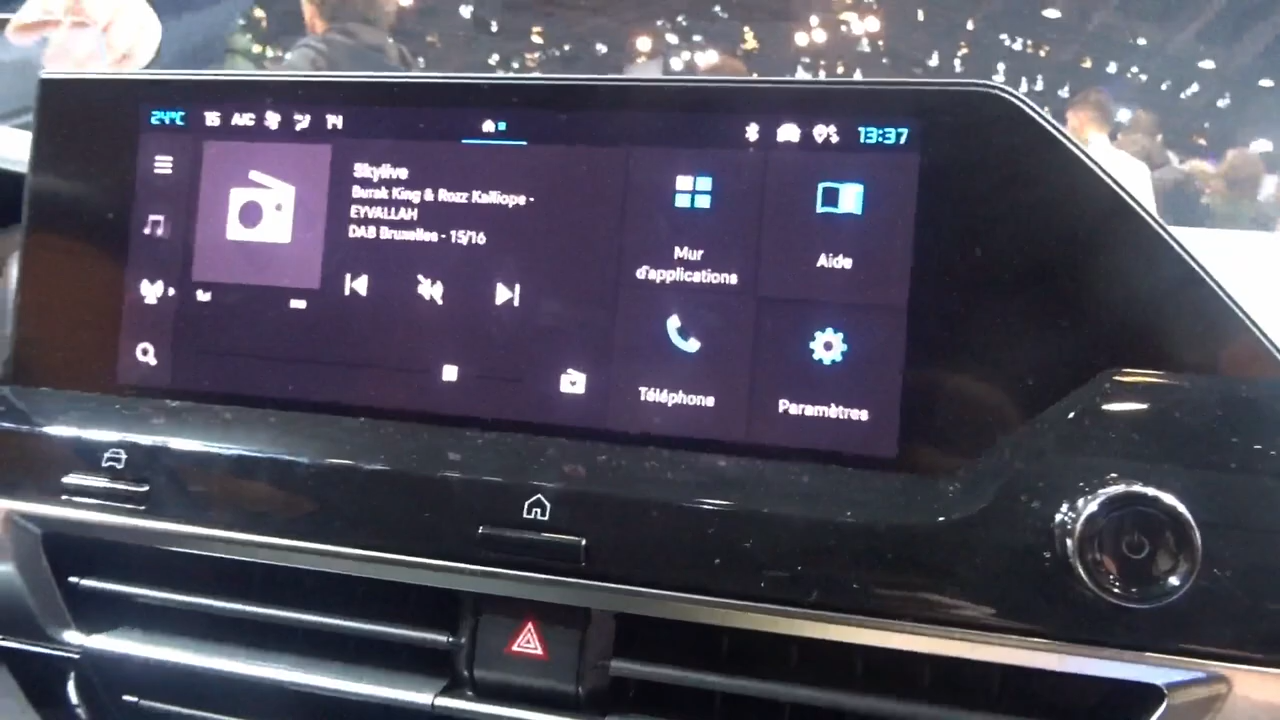 24°C 15 A/C 14
13:37
Skylive
Burak King & Rozz Kalliope -
EYVALLAH
DAB Bruxelles - 15/16
Mur
d'applications
Aide
Téléphone
Paramètres